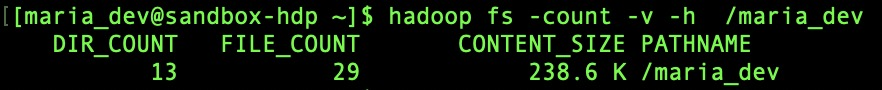 [[maria_dev@sandbox-hdp ~]$ hadoop fs -count -v -h  /maria_dev
DIR_COUNT   FILE_COUNT       CONTENT_SIZE PATHNAME
13           29            238.6 K /maria_dev